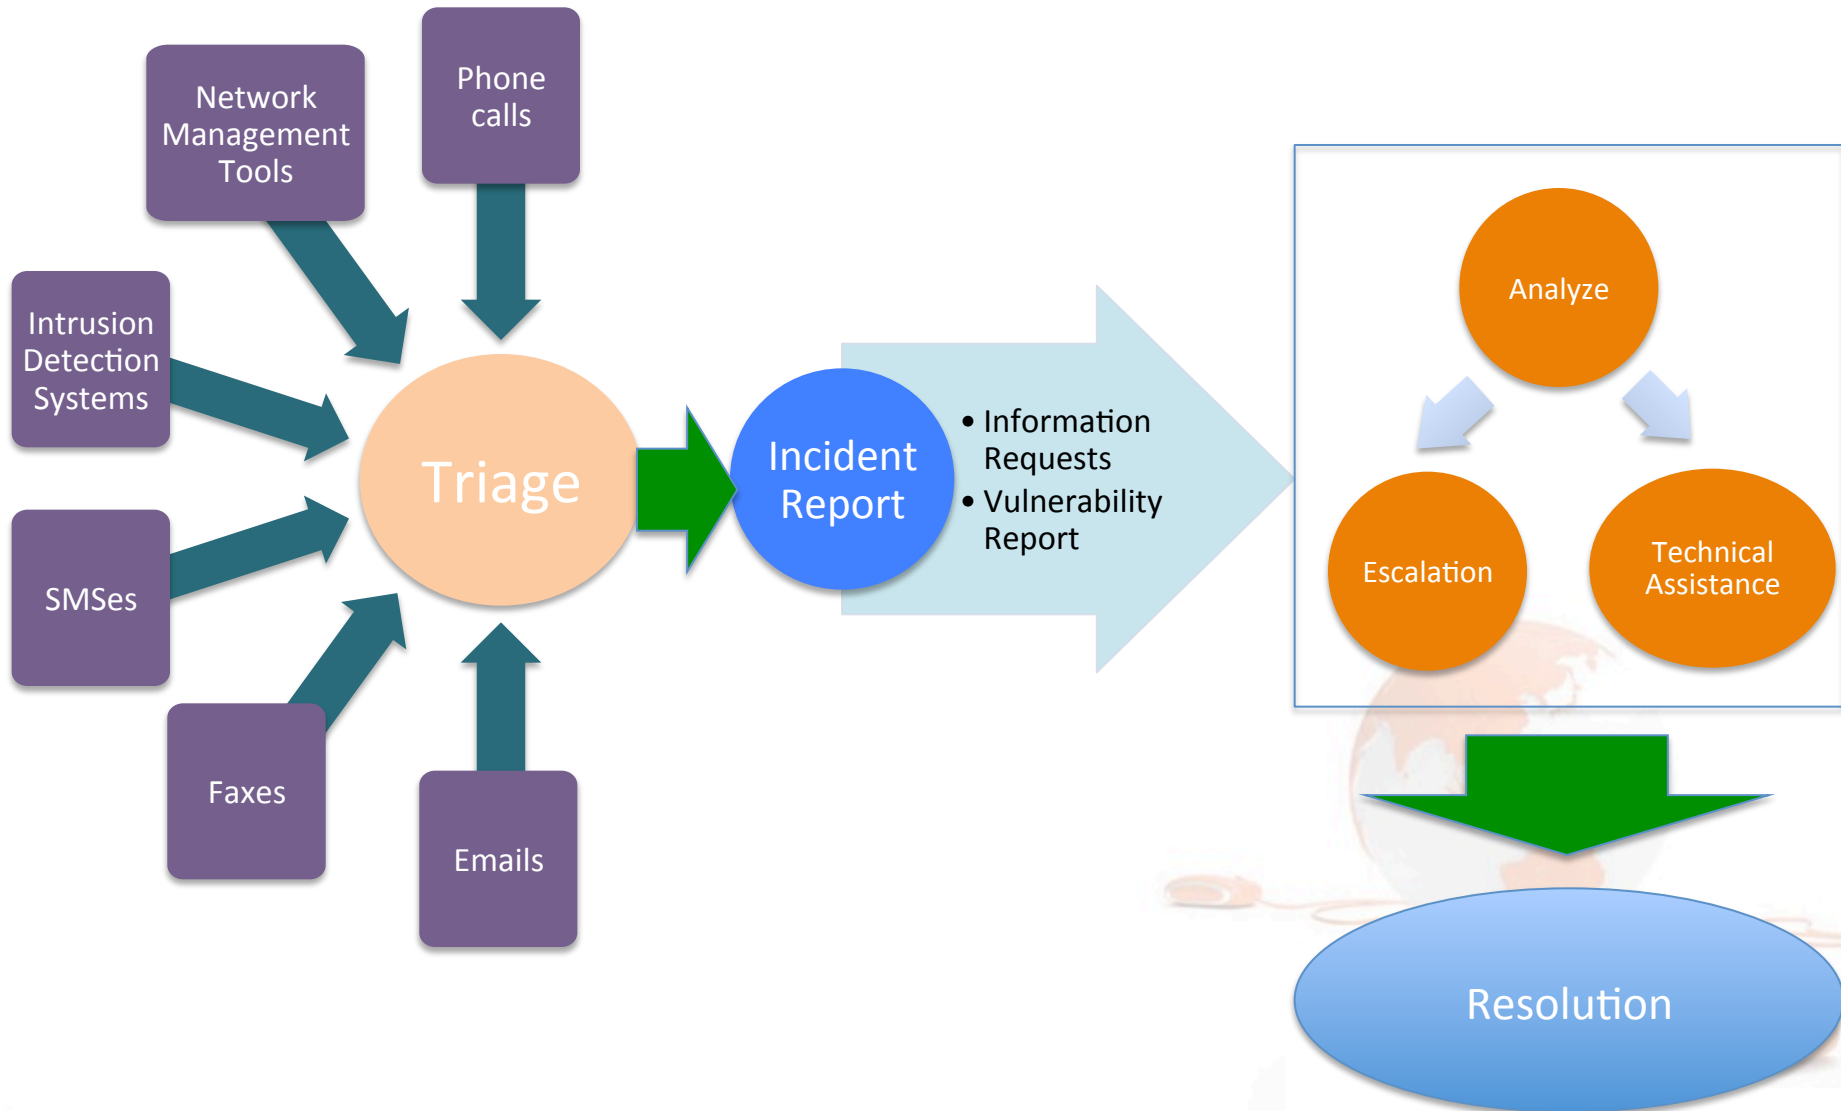 Phone
calls
Network
Management
Tools
Intrusion
Detection
Systems
SMSes
Faxes
Emails
Triage
Incident
Report
• Information
Requests
• Vulnerability
Report
Analyze
Escalation
Technical
Assistance
Resolution